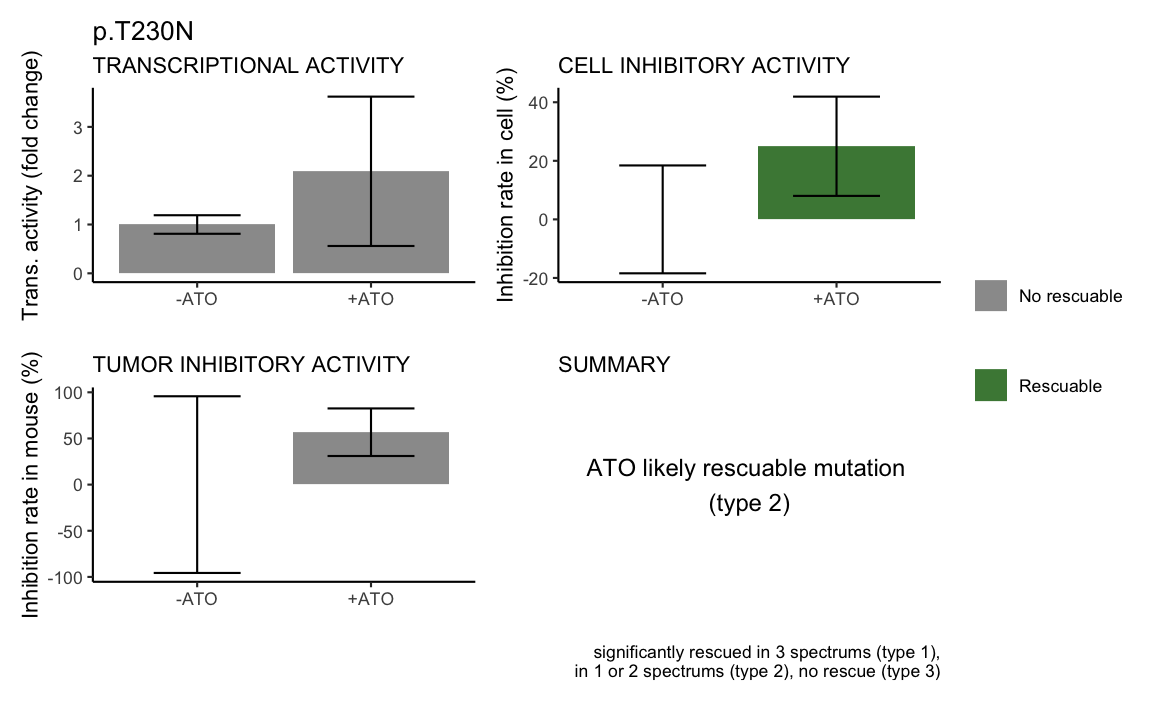 p.T230N
TRANSCRIPTIONAL ACTIVITY
Trans. activity (fold change)
3
2
1
0
-ATO
+ATO
CELL INHIBITORY ACTIVITY
Inhibition rate in cell (%)
40
20
0
-20
-ATO
+ATO
No rescuable
Rescuable
TUMOR INHIBITORY ACTIVITY
Inhibition rate in mouse (%)
100
50
0
-50
-100
-ATO
+ATO
SUMMARY
ATO likely rescuable mutation
(type 2)
significantly rescued in 3 spectrums (type 1),
in 1 or 2 spectrums (type 2), no rescue (type 3)